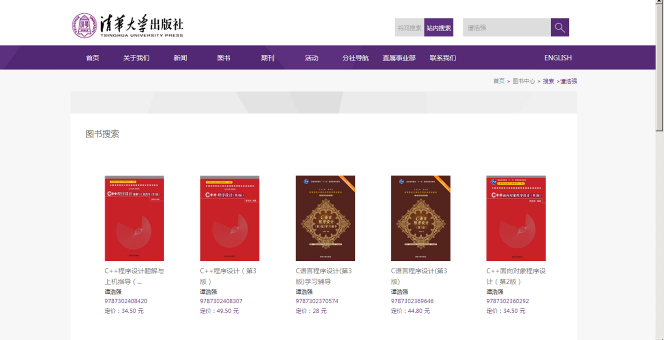 清华大学出版社
TSINGHUA UNIVERSITY PRESS
书问搜索 站内搜索 谭浩强
首页 关于我们 新闻 图书 期刊 活动 分社导航 直属事业部 联系我们 ENGLISH
首页 > 图书中心 > 搜索 >谭浩强
图书搜索
C++程序设计题解与
上机指导（...
谭浩强
9787302408420
定价：34.50 元
C++程序设计（第3
版）
谭浩强
9787302408307
定价：49.50 元
C语言程序设计(第3
版)学习辅导
谭浩强
9787302370574
定价：28 元
C语言程序设计(第3
版)
谭浩强
9787302369646
定价：44.80 元
C++面向对象程序设
计（第2版）
谭浩强
9787302360292
定价：34.50 元